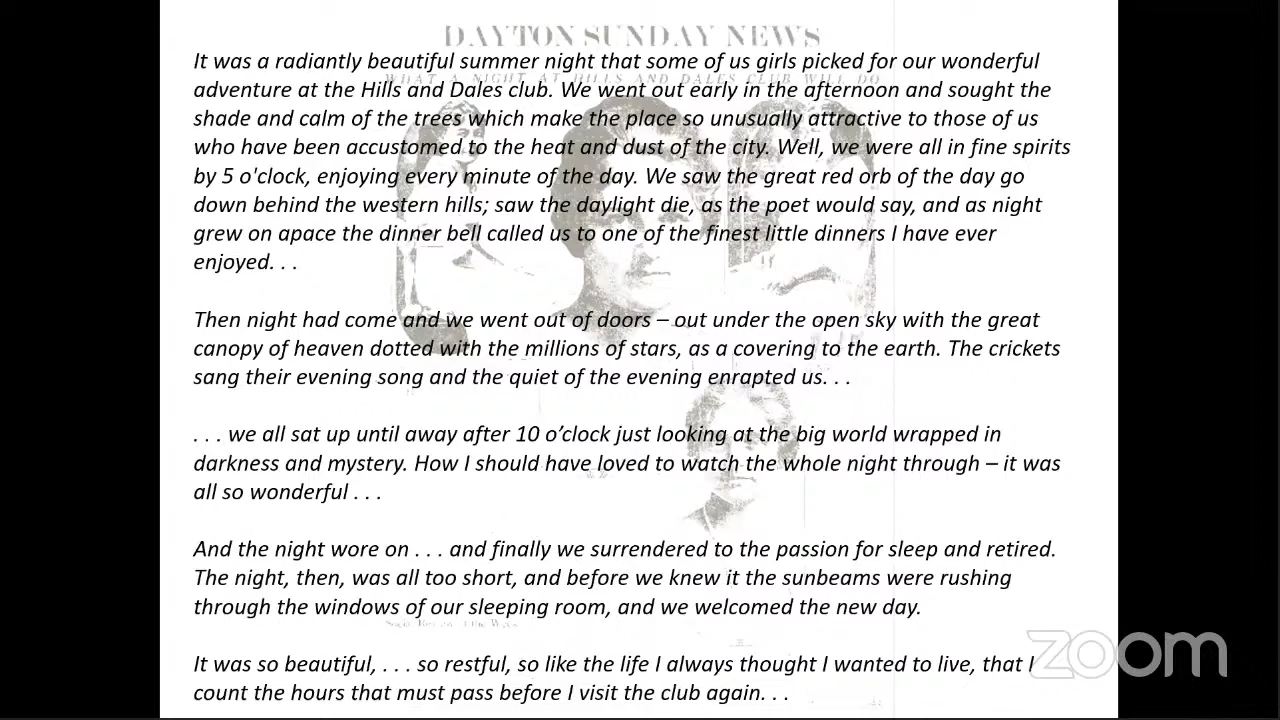 DAYTON SUNDAY NEWS
WHAT A NIGHT AT HILLS AND DALES CLUB WILL DO
It was a radiantly beautiful summer night that some of us girls picked for our wonderful
adventure at the Hills and Dales club. We went out early in the afternoon and sought the
shade and calm of the trees which make the place so unusually attractive to those of us
who have been accustomed to the heat and dust of the city. Well, we were all in fine spirits
by 5 o'clock, enjoying every minute of the day. We saw the great red orb of the day go
down behind the western hills; saw the daylight die, as the poet would say, and as night
grew on apace the dinner bell called us to one of the finest little dinners I have ever
enjoyed. . .
Then night had come and we went out of doors – out under the open sky with the great
canopy of heaven dotted with the millions of stars, as a covering to the earth. The crickets
sang their evening song and the quiet of the evening enrapted us. . .
. . . we all sat up until away after 10 o’clock just looking at the big world wrapped in
darkness and mystery. How I should have loved to watch the whole night through – it was
all so wonderful . . .
And the night wore on . . . and finally we surrendered to the passion for sleep and retired.
The night, then, was all too short, and before we knew it the sunbeams were rushing
through the windows of our sleeping room, and we welcomed the new day.
It was so beautiful, . . . so restful, so like the life I always thought I wanted to live, that I
count the hours that must pass before I visit the club again. . .
zoom